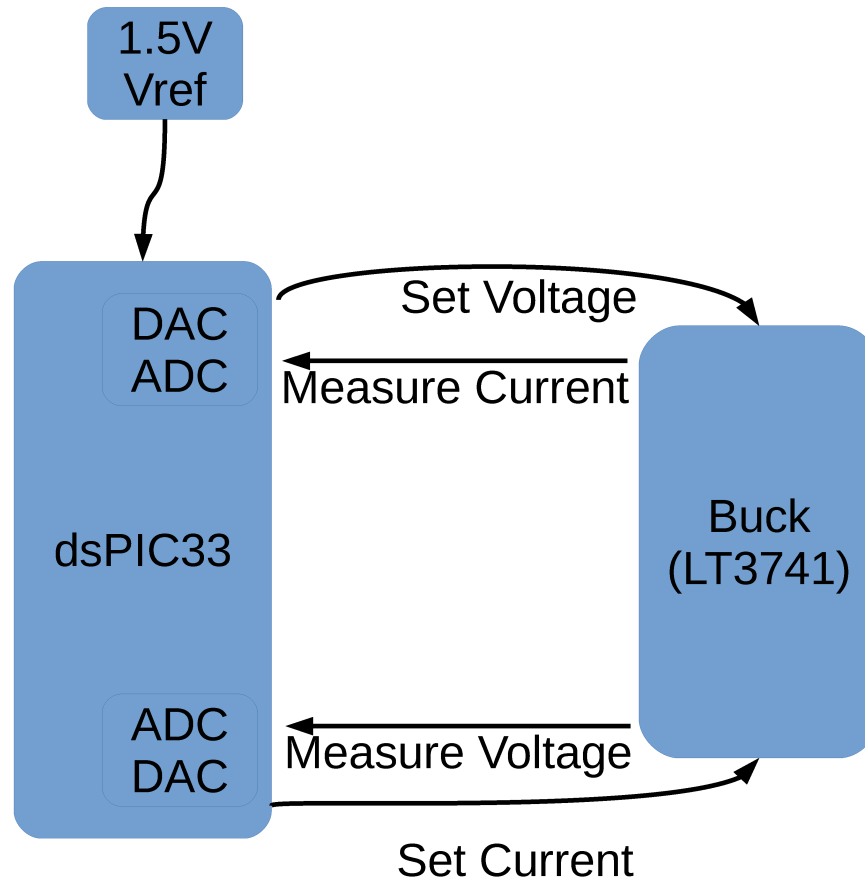 1.5V
Vref
DAC
ADC
Set Voltage
Measure Current
dsPIC33
Buck
(LT3741)
ADC
DAC
Measure Voltage
Set Current